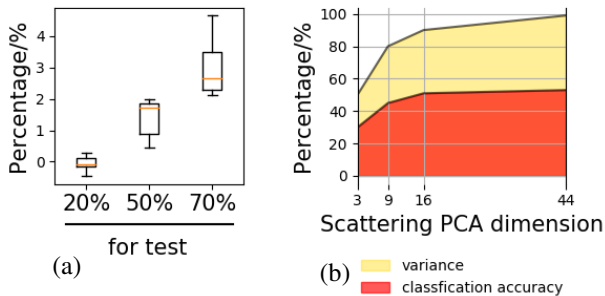 Percentage/%
4
3
2
1
0
20% 50% 70%
for test
(a)
Percentage/%
100
80
60
40
20
0
3 9 16 44
Scattering PCA dimension
(b)
variance
classfication accuracy